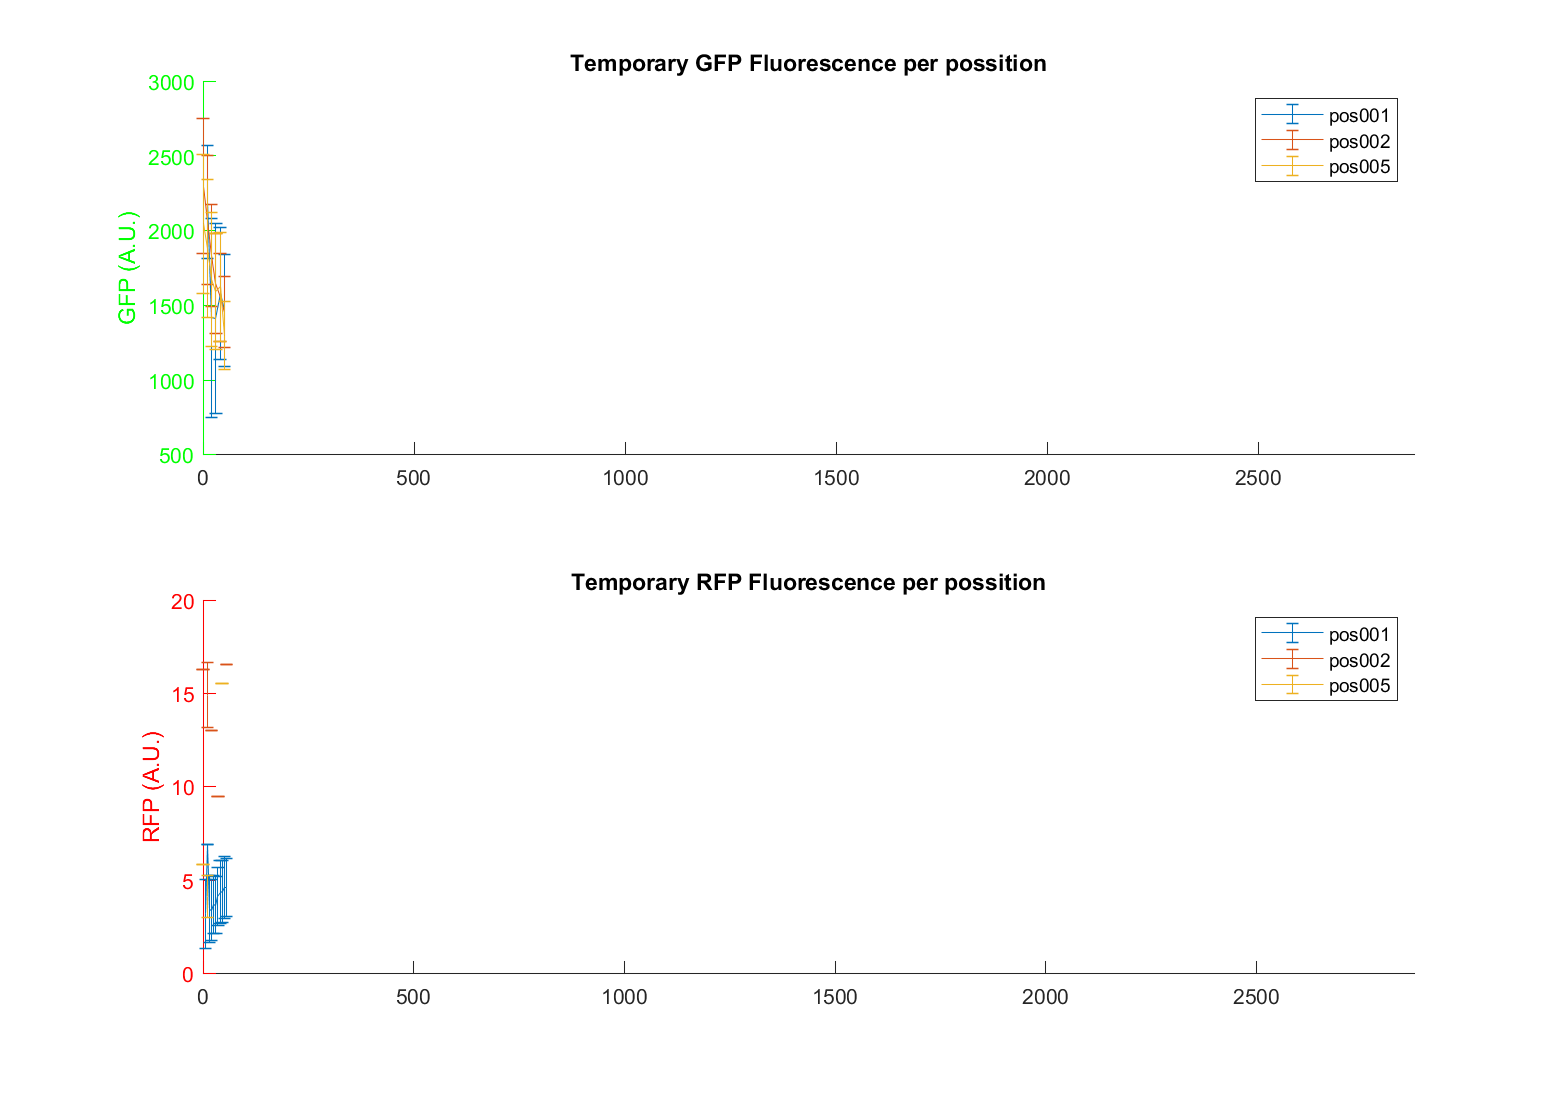 Temporary GFP Fluorescence per possition
3000
2500
2000
1500
1000
500
GFP (A.U.)
0 500 1000 1500 2000 2500
pos001
pos002
pos005
Temporary RFP Fluorescence per possition
20
15
10
5
0
RFP (A.U.)
0 500 1000 1500 2000 2500
pos001
pos002
pos005